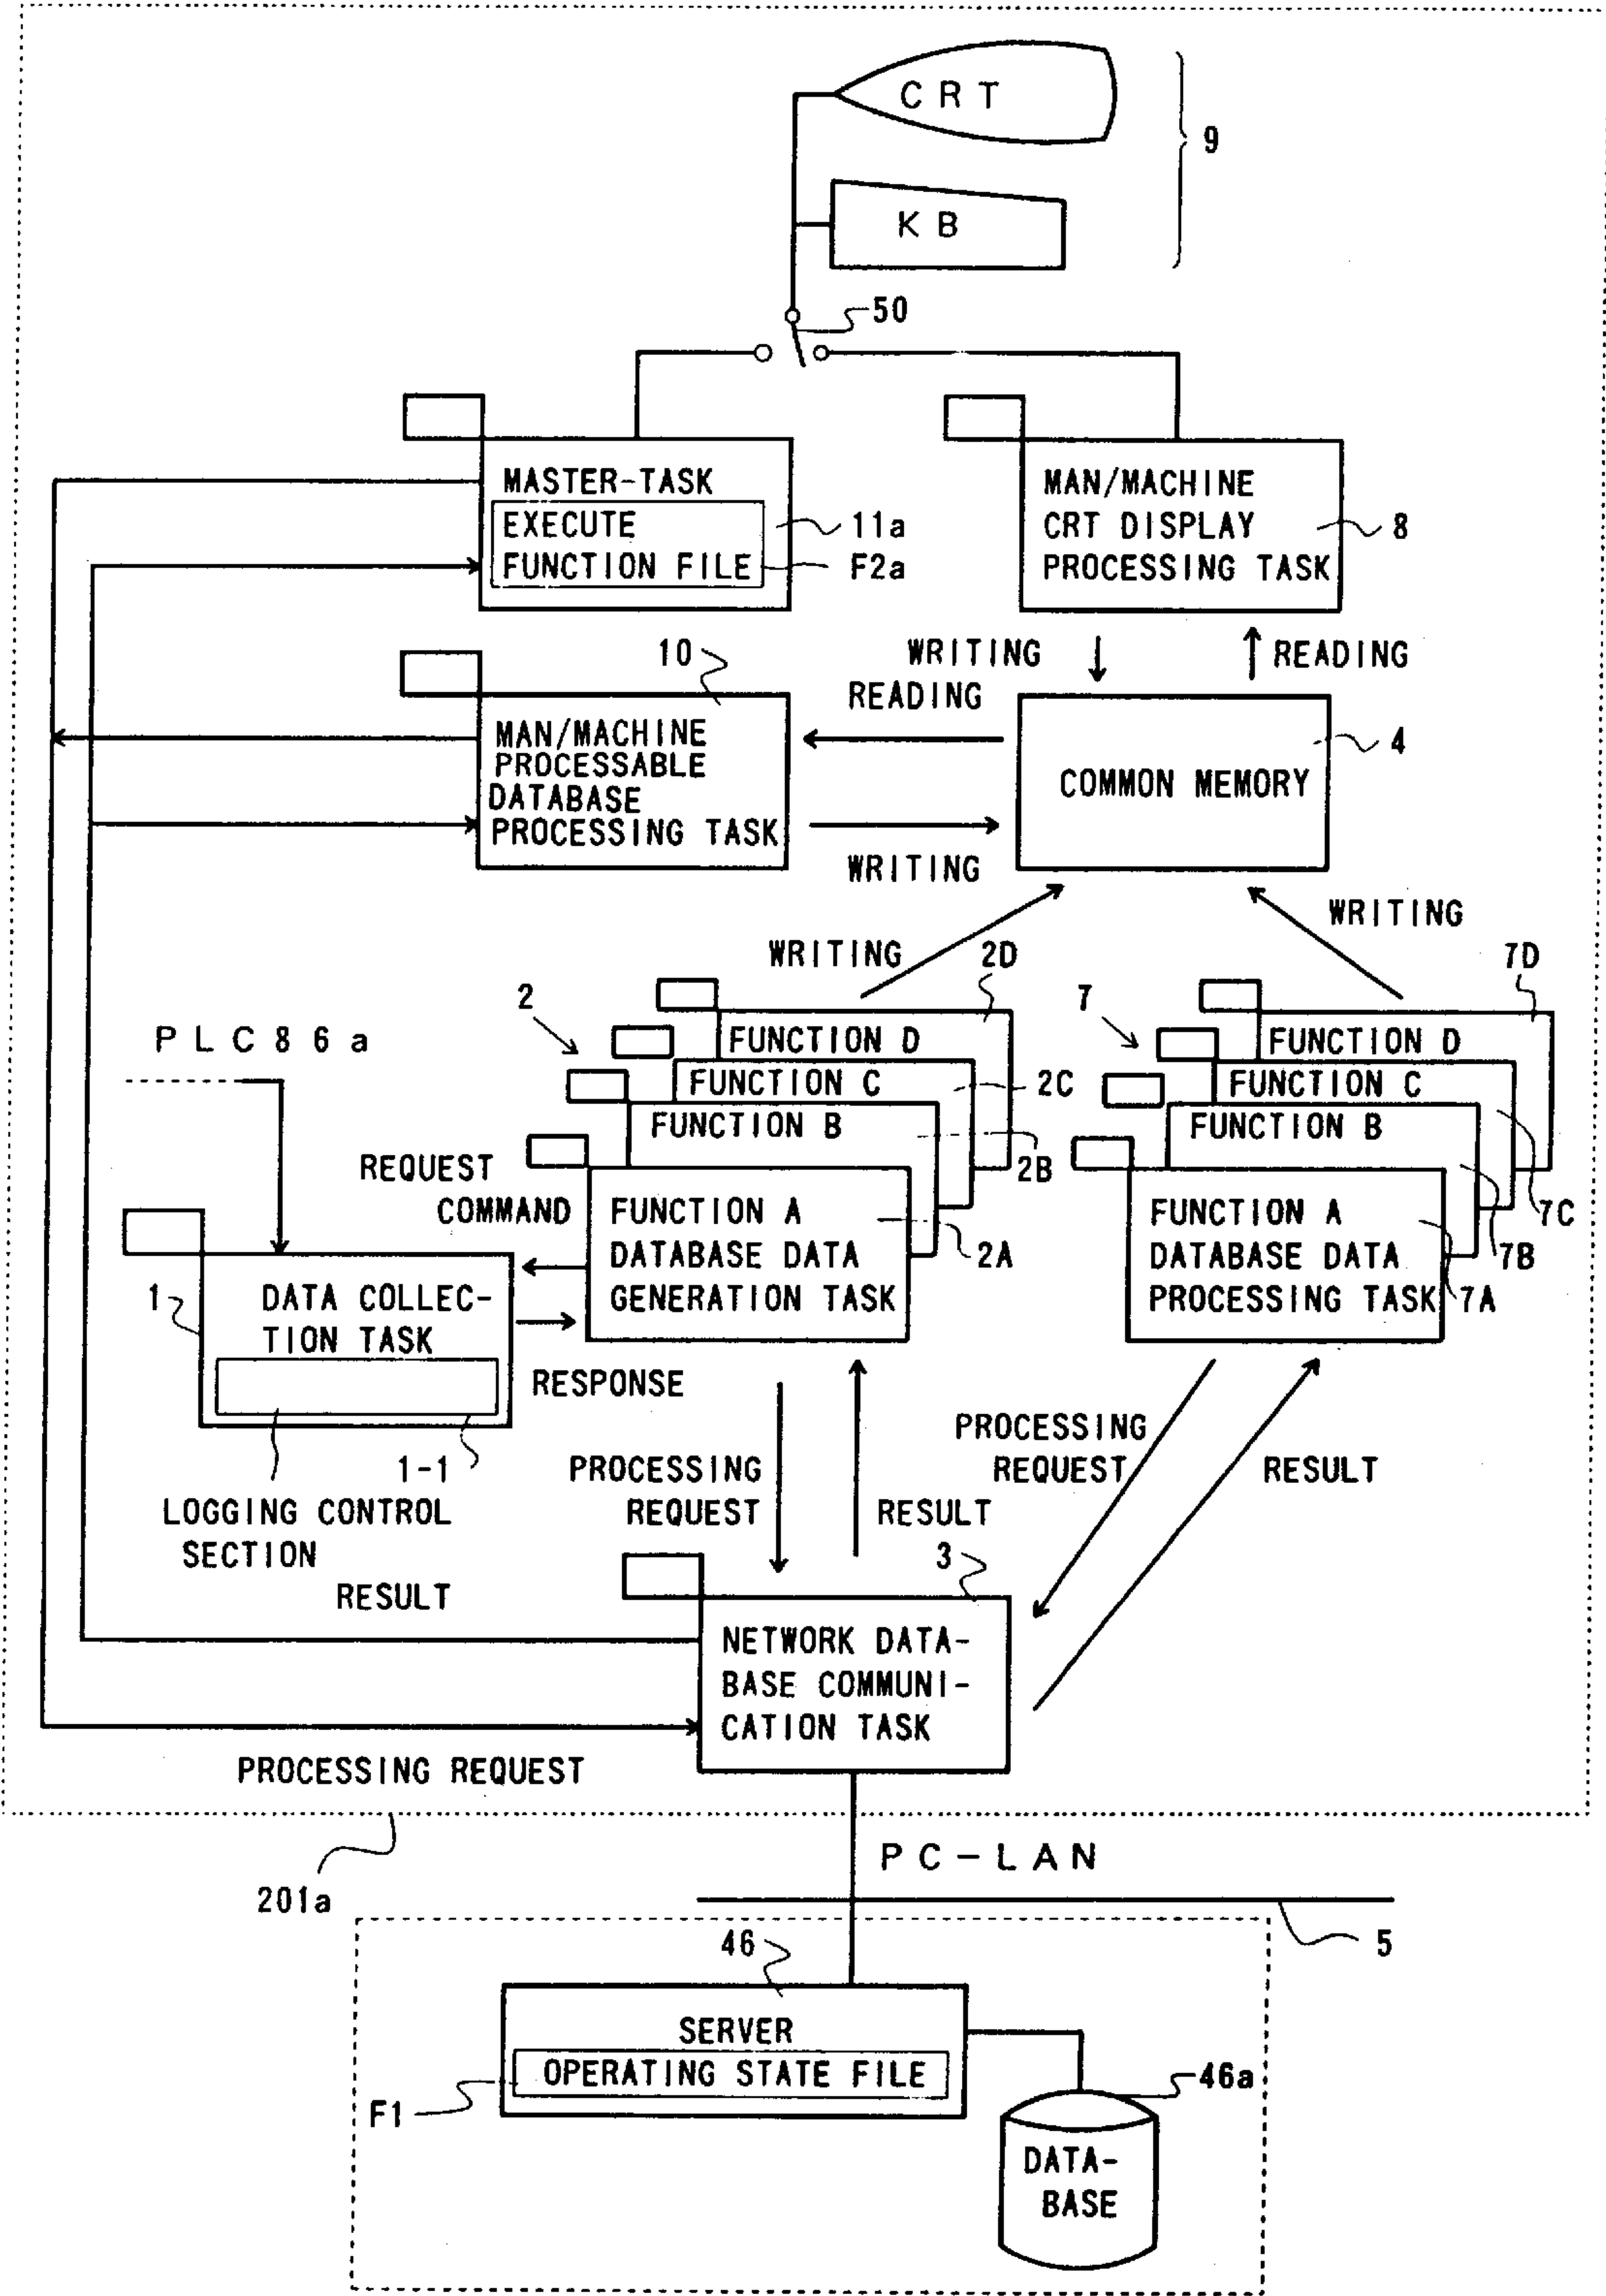 CRT
9
KB
50
MASTER-TASK
EXECUTE
FUNCTION FILE
11a
F2a
MAN/MACHINE
CRT DISPLAY
PROCESSING TASK
8
10
WRITING
READING
READING
MAN/MACHINE
PROCESSABLE
DATABASE
PROCESSING TASK
4
COMMON MEMORY
WRITING
WRITING
WRITING
2D
7D
2
7
PLC86a
FUNCTION D
FUNCTION C
2C
FUNCTION B
2B
FUNCTION D
FUNCTION C
FUNCTION B
REQUEST
COMMAND
FUNCTION A
DATABASE DATA
GENERATION TASK
2A
FUNCTION A
DATABASE DATA
PROCESSING TASK
7C
7B
7A
1
DATA COLLEC-
TION TASK
RESPONSE
1-1
LOGGING CONTROL
SECTION
PROCESSING
REQUEST
RESULT
PROCESSING
REQUEST
RESULT
3
RESULT
NETWORK DATA-
BASE COMMUNI-
CATION TASK
PROCESSING REQUEST
201a
PC-LAN
5
46
SERVER
OPERATING STATE FILE
F1
46a
DATA-
BASE